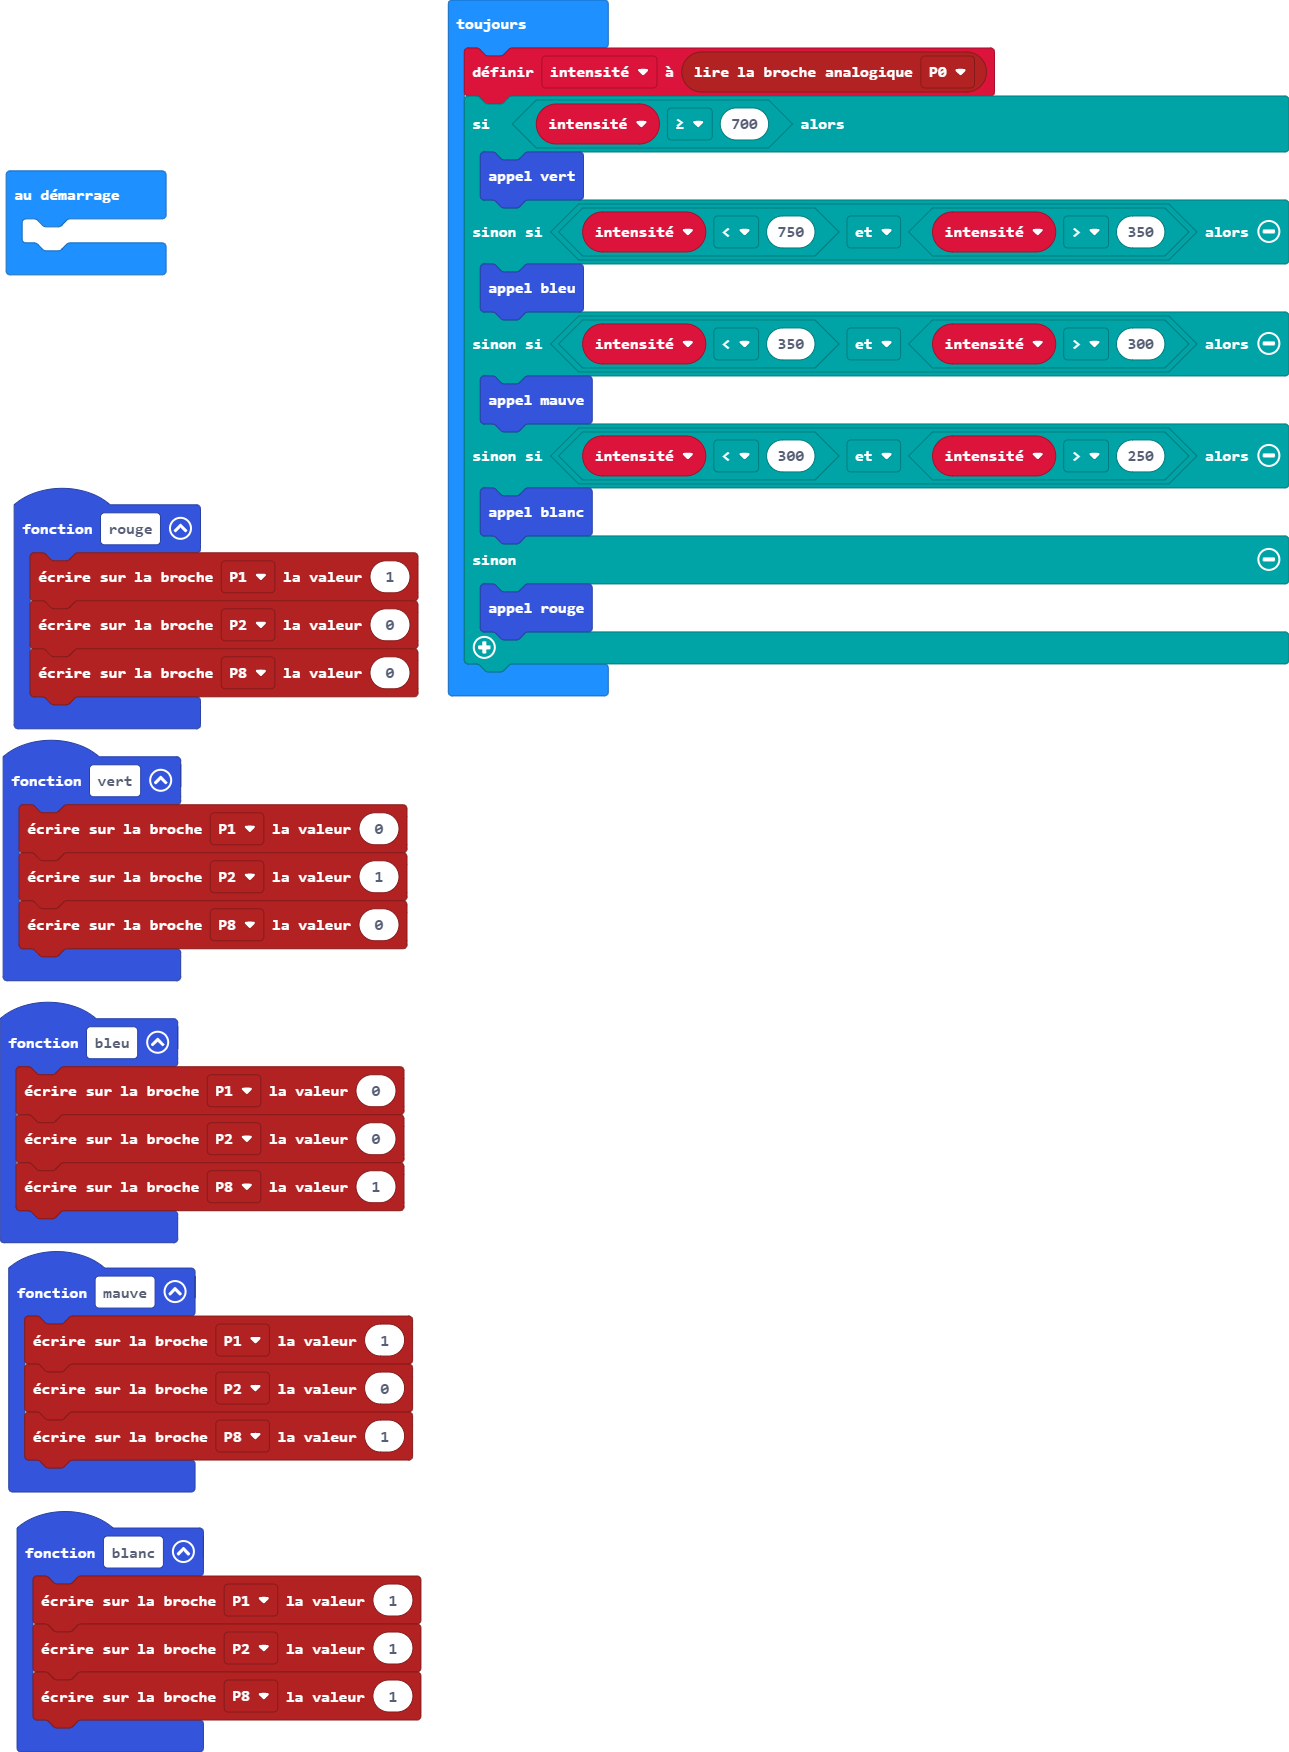 toujours
définir intensité à lire la broche analogique P0
si intensité ≥ 700 alors
appel vert
sinon si intensité < 750 et intensité > 350 alors
appel bleu
sinon si intensité < 350 et intensité > 300 alors
appel mauve
sinon si intensité < 300 et intensité > 250 alors
appel blanc
sinon
appel rouge
au démarrage
fonction rouge
écrire sur la broche P1 la valeur 1
écrire sur la broche P2 la valeur 0
écrire sur la broche P8 la valeur 0
fonction vert
écrire sur la broche P1 la valeur 0
écrire sur la broche P2 la valeur 1
écrire sur la broche P8 la valeur 0
fonction bleu
écrire sur la broche P1 la valeur 0
écrire sur la broche P2 la valeur 0
écrire sur la broche P8 la valeur 1
fonction mauve
écrire sur la broche P1 la valeur 1
écrire sur la broche P2 la valeur 0
écrire sur la broche P8 la valeur 1
fonction blanc
écrire sur la broche P1 la valeur 1
écrire sur la broche P2 la valeur 1
écrire sur la broche P8 la valeur 1